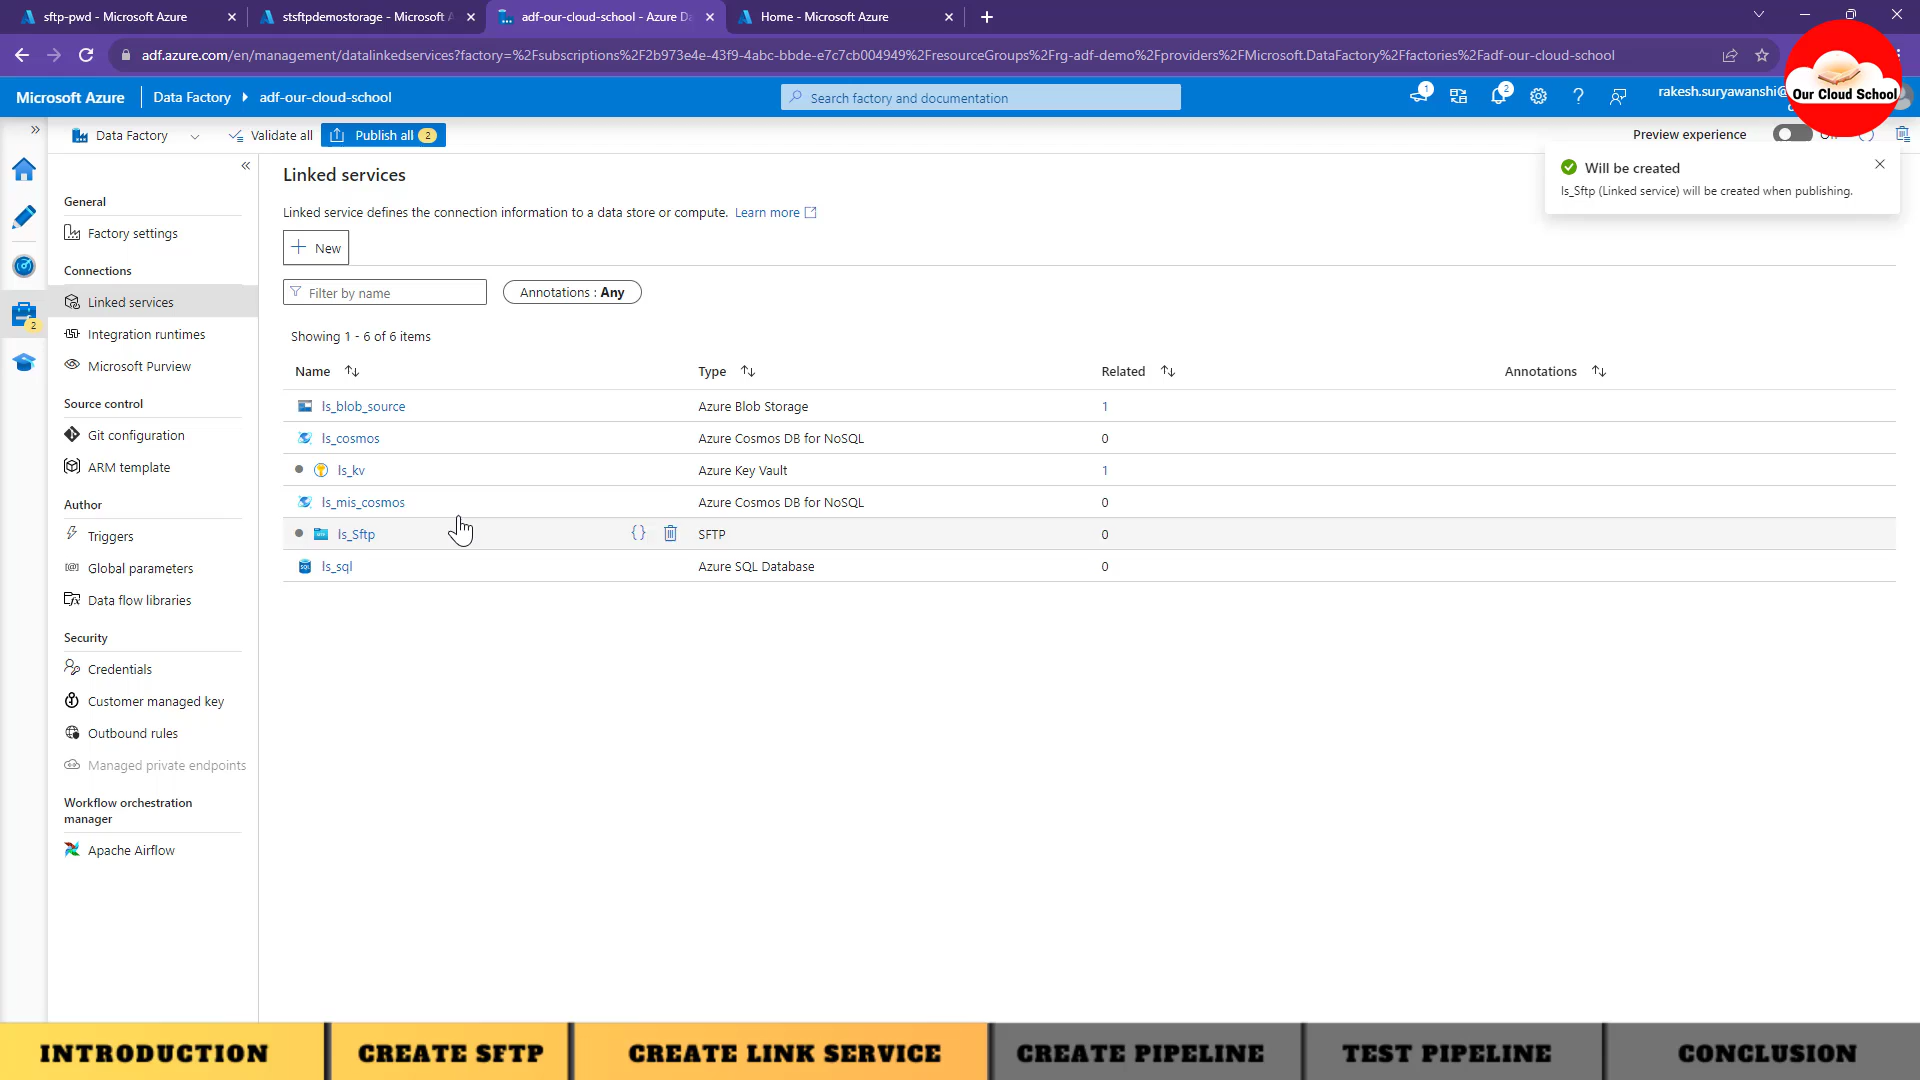 sftp-pwd - Microsoft Azure
stsftpdemostorage - Microsoft A
adf-our-cloud-school - Azure Da
Home - Microsoft Azure
adf.azure.com/en/management/datalinkedservices?factory=%2Fsubscriptions%2F2b973e4e-43f9-4abc-bbde-e7c7cb004949%2FresourceGroups%2Frg-adf-demo%2Fproviders%2FMicrosoft.DataFactory%2Ffactories%2Fadf-our-cloud-school
Microsoft Azure
Data Factory
adf-our-cloud-school
Search factory and documentation
1
2
rakesh.suryawanshi@
Our Cloud School
Data Factory
Validate all
Publish all 2
Preview experience
Will be created
ls_Sftp (Linked service) will be created when publishing.
2
General
Factory settings
Connections
Linked services
Integration runtimes
Microsoft Purview
Source control
Git configuration
ARM template
Author
Triggers
Global parameters
Data flow libraries
Security
Credentials
Customer managed key
Outbound rules
Managed private endpoints
Workflow orchestration
manager
Apache Airflow
Linked services
Linked service defines the connection information to a data store or compute. Learn more
New
Filter by name
Annotations : Any
Showing 1 - 6 of 6 items
Name Type Related Annotations
ls_blob_source Azure Blob Storage 1
ls_cosmos Azure Cosmos DB for NoSQL 0
ls_kv Azure Key Vault 1
ls_mis_cosmos Azure Cosmos DB for NoSQL 0
ls_Sftp {} SFTP 0
ls_sql Azure SQL Database 0
INTRODUCTION
CREATE SFTP
CREATE LINK SERVICE
CREATE PIPELINE
TEST PIPELINE
CONCLUSION